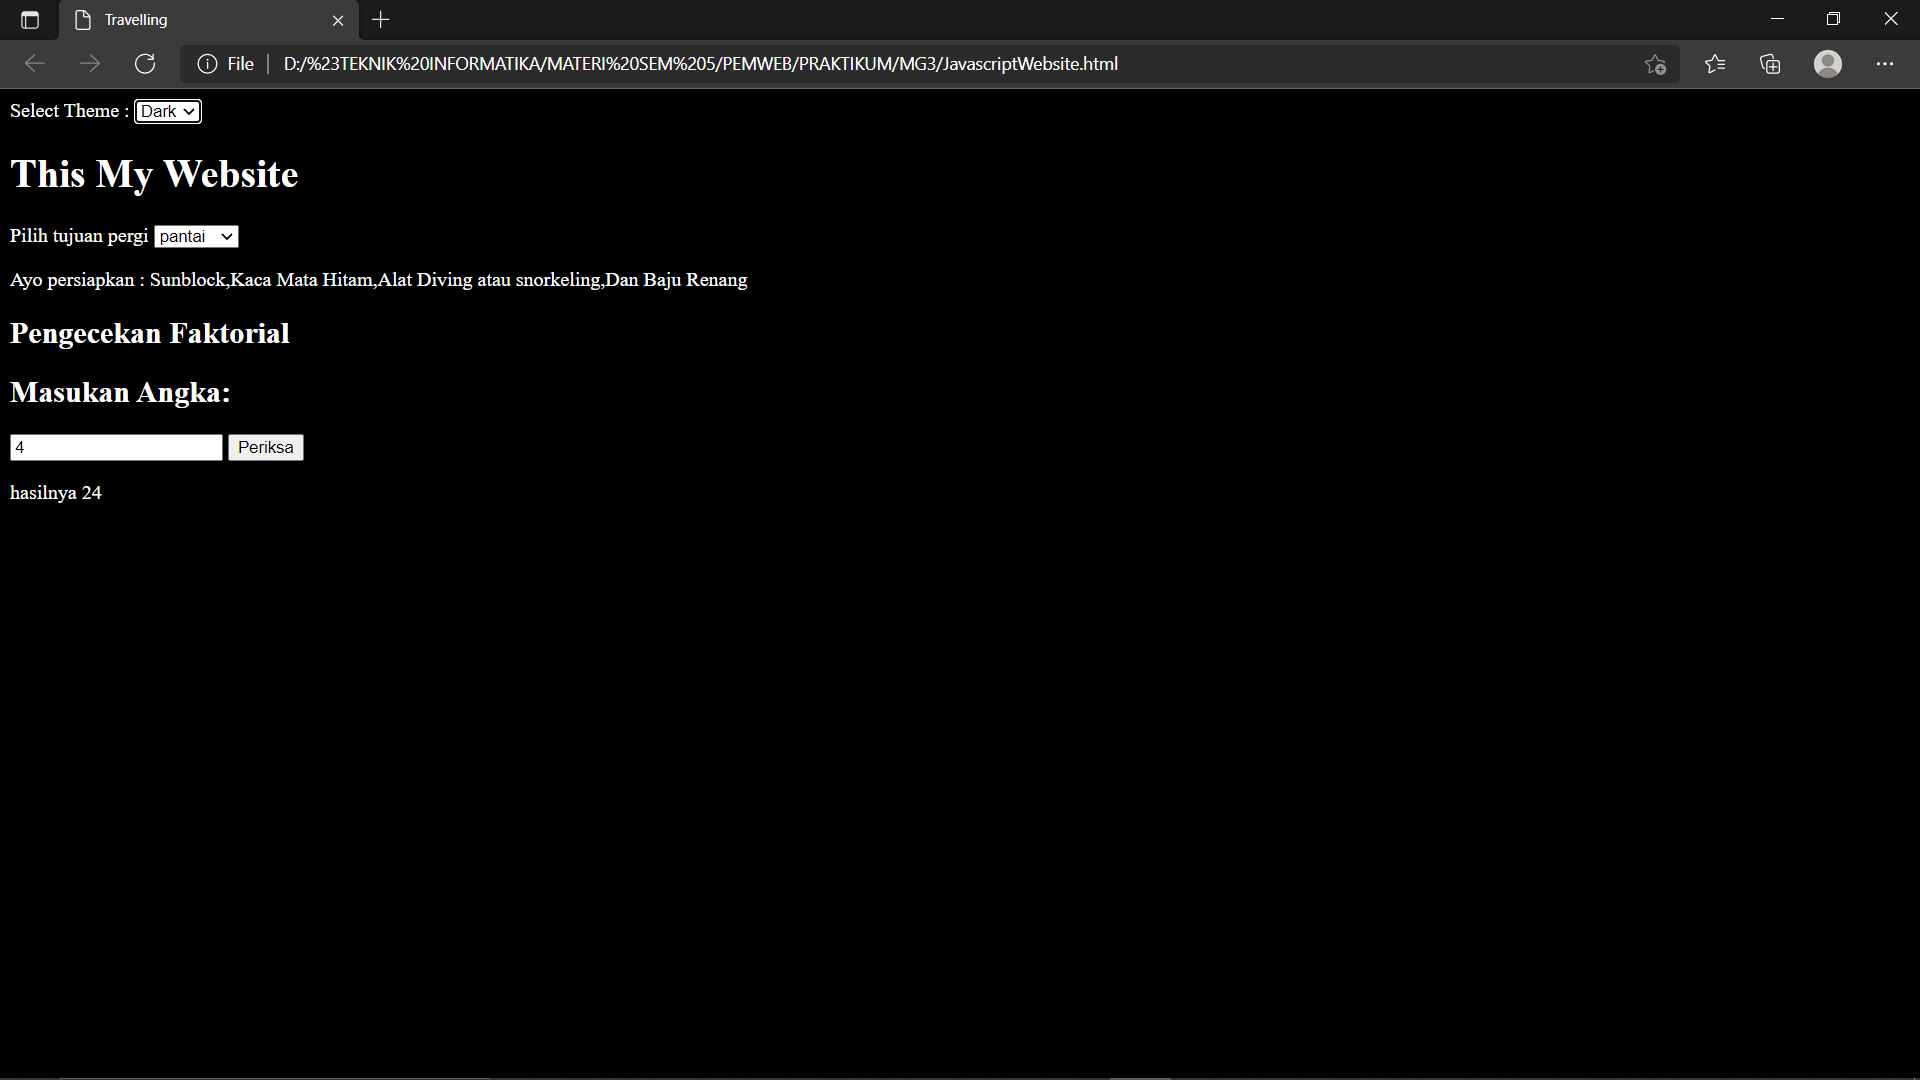 Travelling
File D:/%23TEKNIK%20INFORMATIKA/MATERI%20SEM%205/PEMWEB/PRAKTIKUM/MG3/JavascriptWebsite.html
Select Theme : Dark
This My Website
Pilih tujuan pergi pantai
Ayo persiapkan : Sunblock,Kaca Mata Hitam,Alat Diving atau snorkeling,Dan Baju Renang
Pengecekan Faktorial
Masukan Angka:
4 Periksa
hasilnya 24